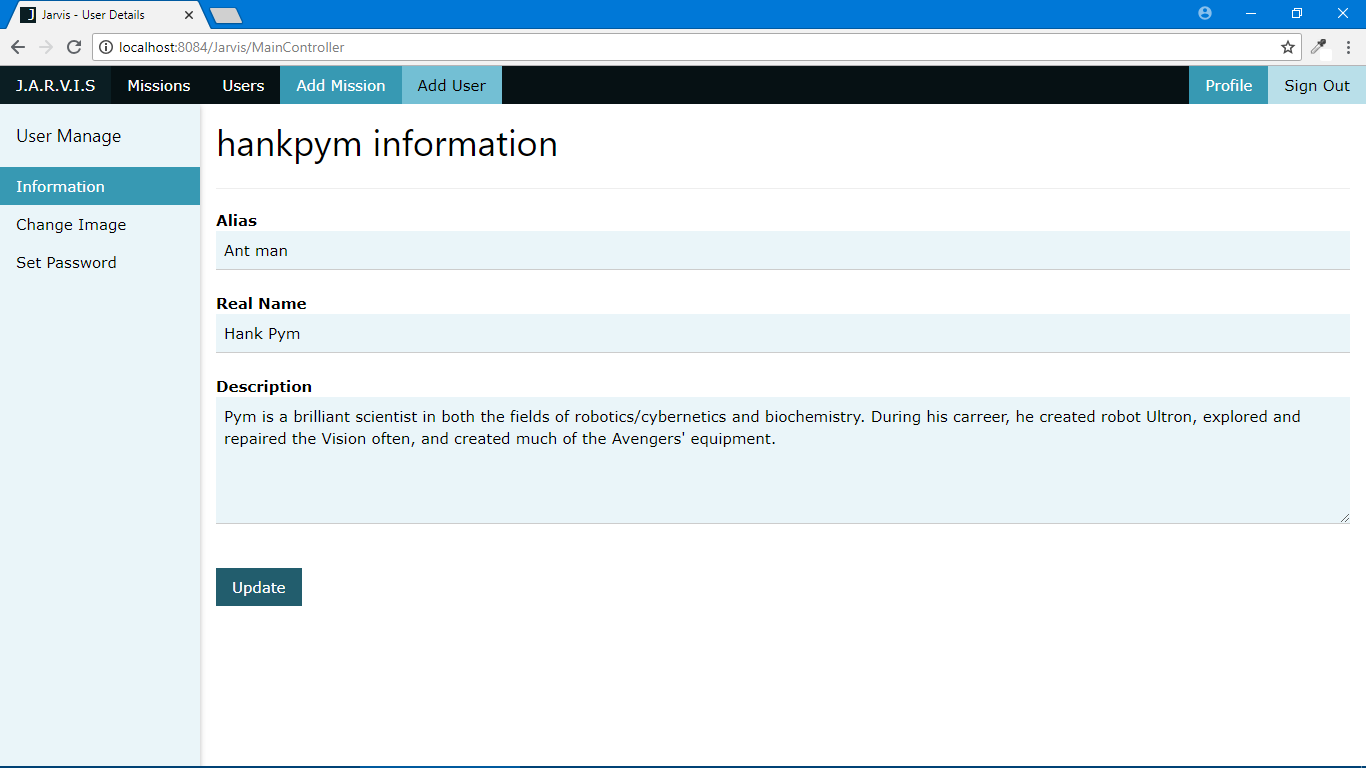 Jarvis - User Details
localhost:8084/Jarvis/MainController
J.A.R.V.I.S Missions Users Add Mission Add User Profile Sign Out
User Manage
Information
Change Image
Set Password
hankpym information
Alias
Ant man
Real Name
Hank Pym
Description
Pym is a brilliant scientist in both the fields of robotics/cybernetics and biochemistry. During his carreer, he created robot Ultron, explored and
repaired the Vision often, and created much of the Avengers' equipment.
Update